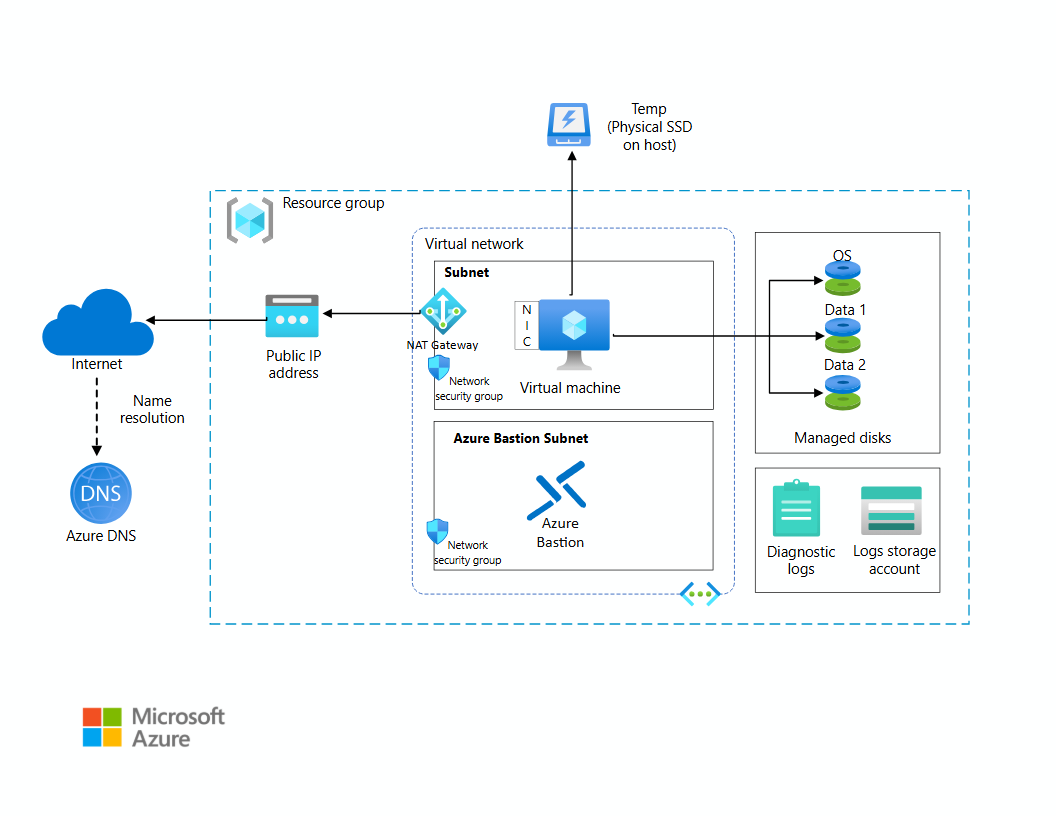 Temp
(Physical SSD
on host)
Resource group
Virtual network
Subnet
NIC
NAT Gateway
Network
security group
Virtual machine
OS
Data 1
Data 2
Managed disks
Public IP
address
Internet
Name
resolution
DNS
Azure DNS
Azure Bastion Subnet
Azure
Bastion
Network
security group
Diagnostic
logs
Logs storage
account
Microsoft
Azure